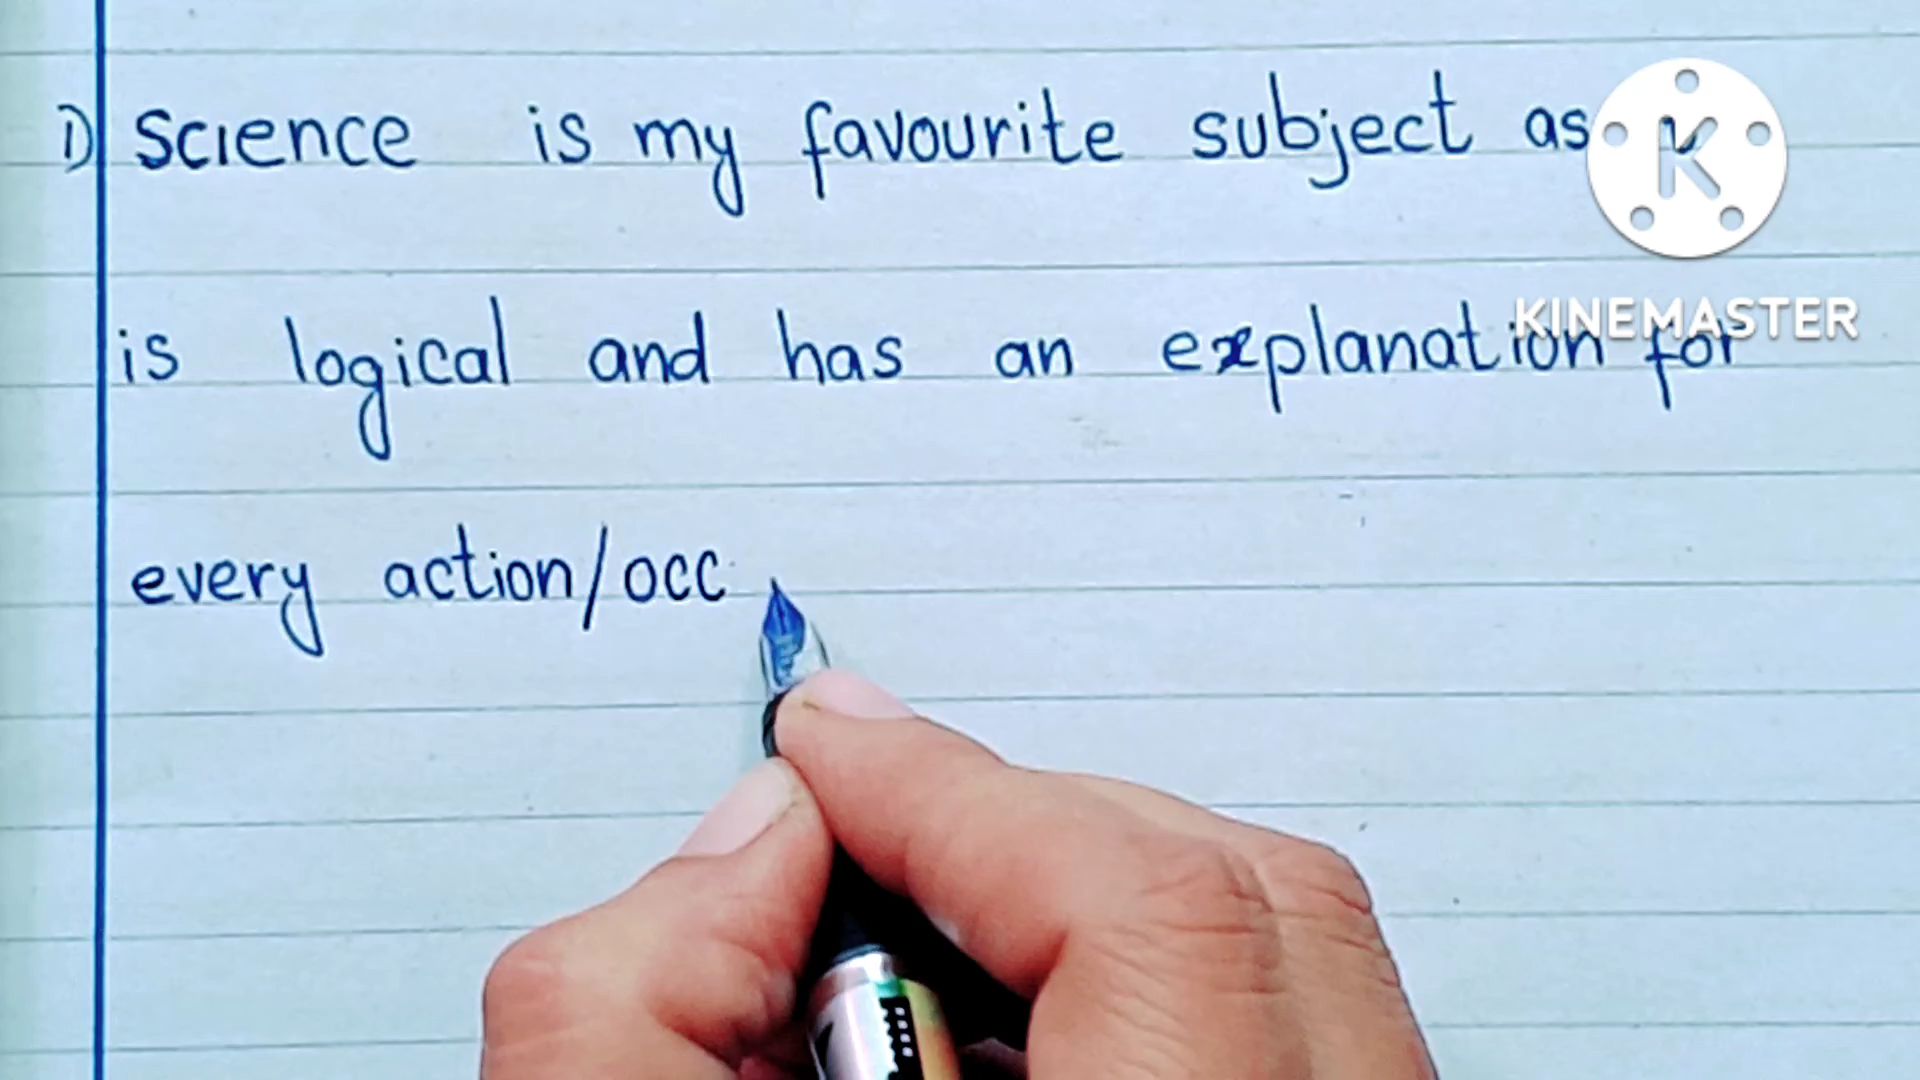 1) Science is my favourite subject as
K
KINEMASTER
is logical and has an explanation for
every action/occ